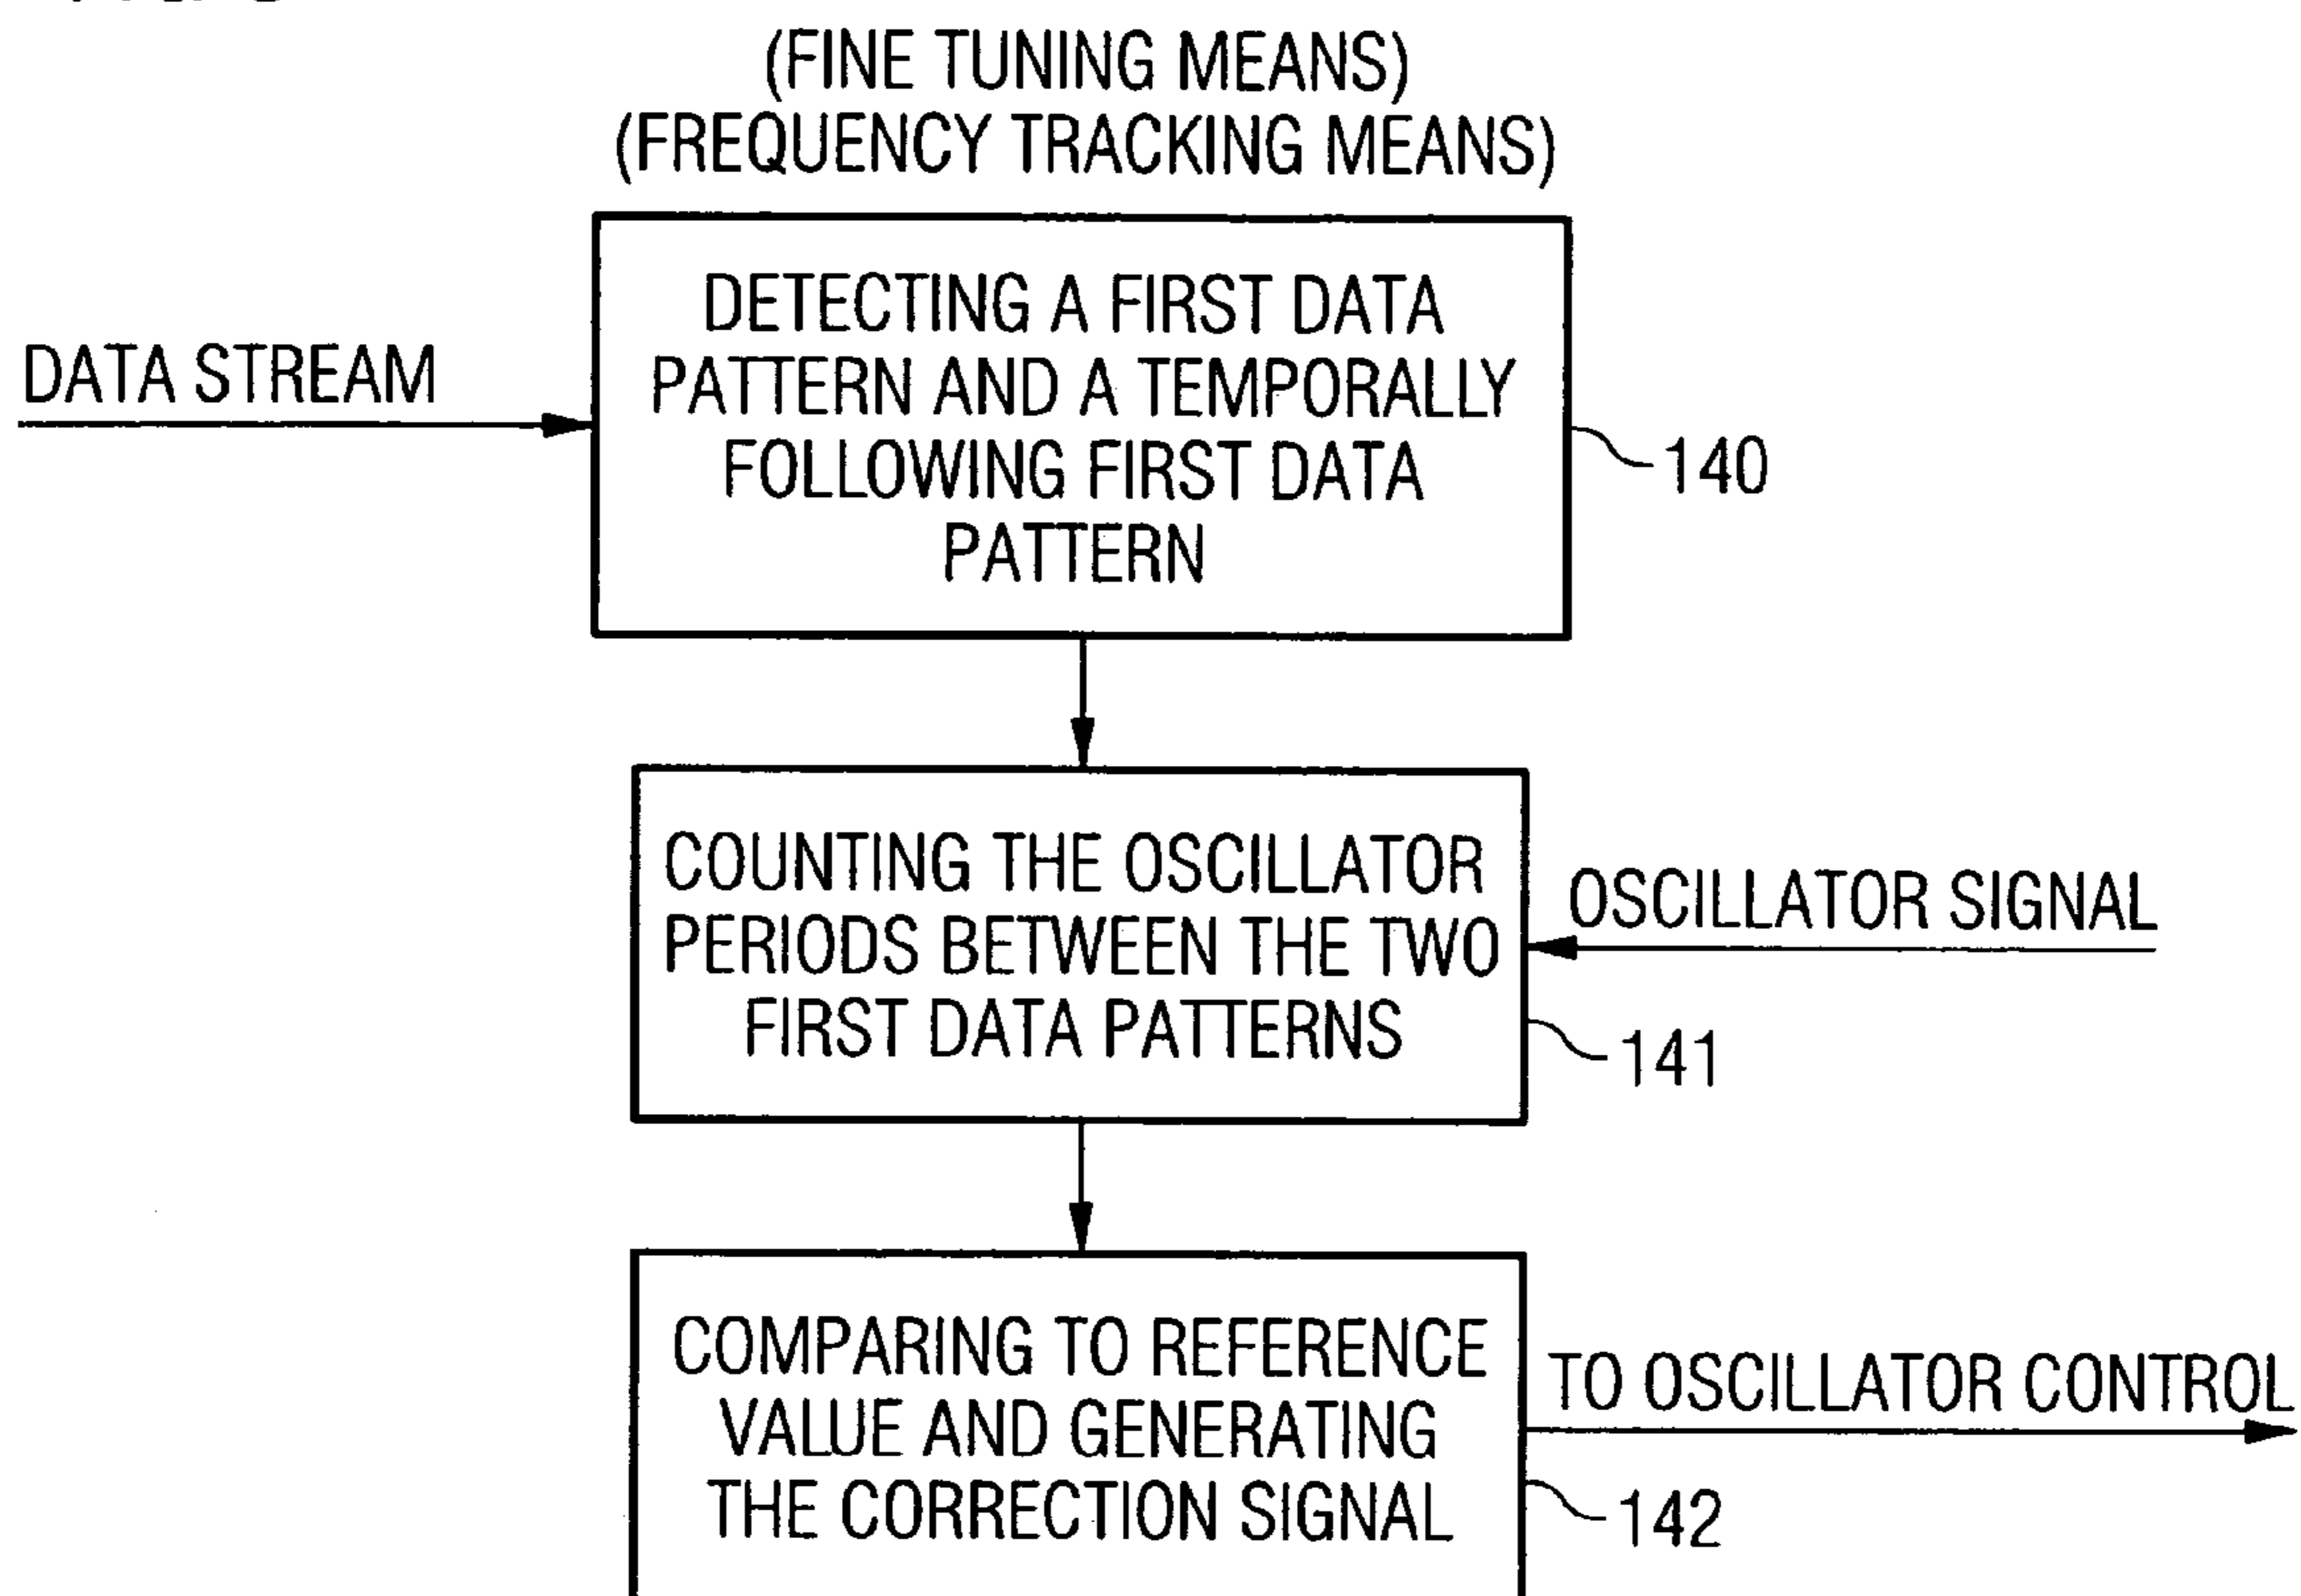 (FINE TUNING MEANS)
(FREQUENCY TRACKING MEANS)
DETECTING A FIRST DATA
PATTERN AND A TEMPORALLY
FOLLOWING FIRST DATA
PATTERN
DATA STREAM
140
COUNTING THE OSCILLATOR
PERIODS BETWEEN THE TWO
FIRST DATA PATTERNS
OSCILLATOR SIGNAL
141
COMPARING TO REFERENCE
VALUE AND GENERATING
THE CORRECTION SIGNAL
TO OSCILLATOR CONTROL
142